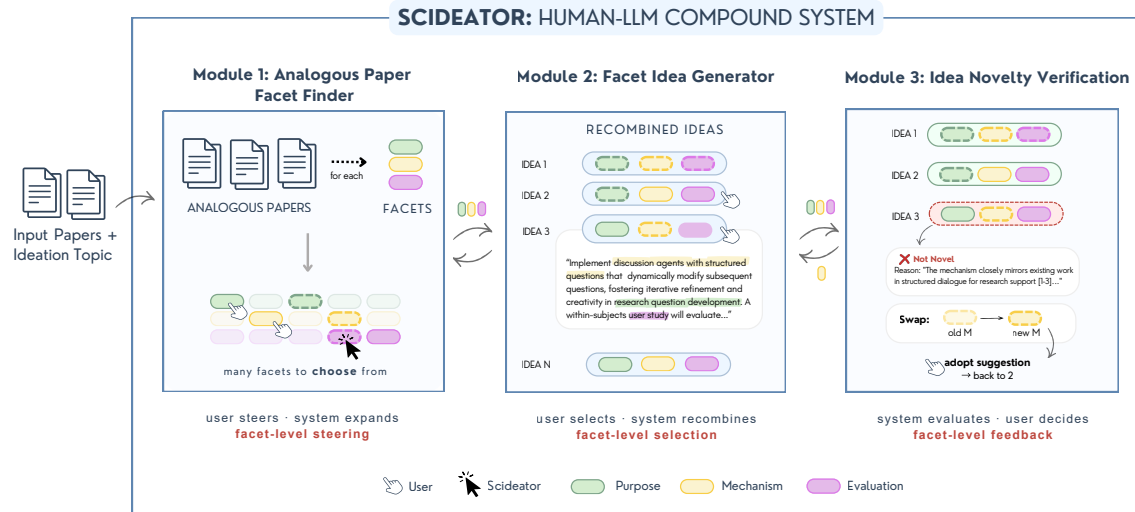 SCIDEATOR: HUMAN-LLM COMPOUND SYSTEM
Input Papers +
Ideation Topic
Module 1: Analogous Paper
Facet Finder
for each
ANALOGOUS PAPERS
FACETS
many facets to choose from
user steers · system expands
facet-level steering
Module 2: Facet Idea Generator
RECOMBINED IDEAS
IDEA 1
IDEA 2
IDEA 3
"Implement discussion agents with structured
questions that dynamically modify subsequent
questions, fostering iterative refinement and
creativity in research question development. A
within-subjects user study will evaluate..."
IDEA N
user selects · system recombines
facet-level selection
Module 3: Idea Novelty Verification
IDEA 1
IDEA 2
IDEA 3
Not Novel
Reason: "The mechanism closely mirrors existing work
in structured dialogue for research support [1-3]..."
Swap:
old M
new M
adopt suggestion
→ back to 2
system evaluates · user decides
facet-level feedback
User
Scideator
Purpose
Mechanism
Evaluation